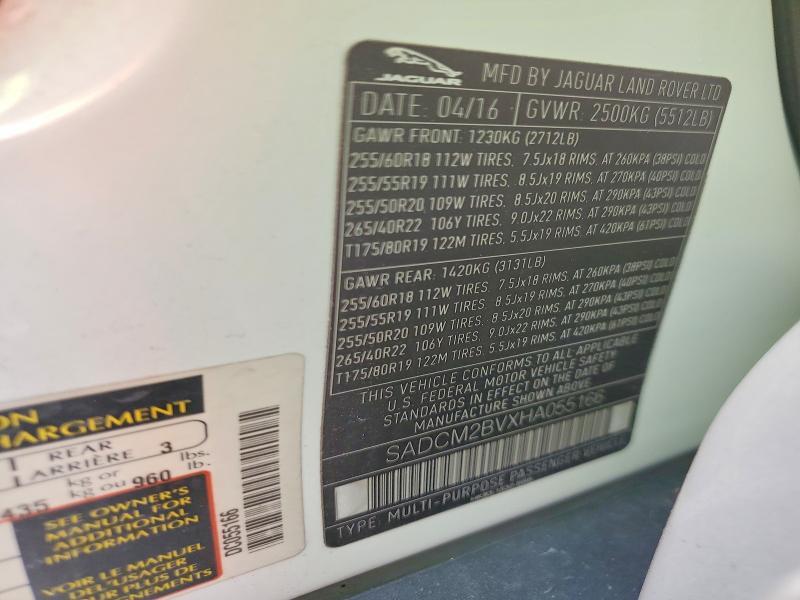 JAGUAR MFD BY JAGUAR LAND ROVER LTD
DATE: 04/16 GVWR: 2500KG (5512LB)
GAWR FRONT: 1230KG (2712LB)
255/60R18 112W TIRES, 7.5Jx18 RIMS, AT 260KPA (38PSI) COLD
255/55R19 111W TIRES, 8.5Jx19 RIMS, AT 270KPA (40PSI) COLD
255/50R20 109W TIRES, 8.5Jx20 RIMS, AT 290KPA (43PSI) COLD
265/40R22 106Y TIRES, 9.0Jx22 RIMS, AT 290KPA (43PSI) COLD
T175/80R19 122M TIRES, 5.5Jx19 RIMS, AT 420KPA (61PSI) COLD
GAWR REAR: 1420KG (3131LB)
255/60R18 112W TIRES, 7.5Jx18 RIMS, AT 260KPA (38PSI) COLD
255/55R19 111W TIRES, 8.5Jx19 RIMS, AT 270KPA (40PSI) COLD
255/50R20 109W TIRES, 8.5Jx20 RIMS, AT 290KPA (43PSI) COLD
265/40R22 106Y TIRES, 9.0Jx22 RIMS, AT 290KPA (43PSI) COLD
T175/80R19 122M TIRES, 5.5Jx19 RIMS, AT 420KPA (61PSI) COLD
THIS VEHICLE CONFORMS TO ALL APPLICABLE
U.S. FEDERAL MOTOR VEHICLE SAFETY
STANDARDS IN EFFECT ON THE DATE OF
MANUFACTURE SHOWN ABOVE.
SADCM2BVXHA055166
TYPE: MULTI-PURPOSE PASSENGER VEHICLE
ON
HARGEMENT
T REAR 3
LARRIÈRE
kg or lbs.
435 kg ou 960 lb.
SEE OWNER'S
MANUAL FOR
ADDITIONAL
INFORMATION
VOIR LE MANUEL
DEL'USAGER
POUR PLUS DE
GNEMENTS
DC055166